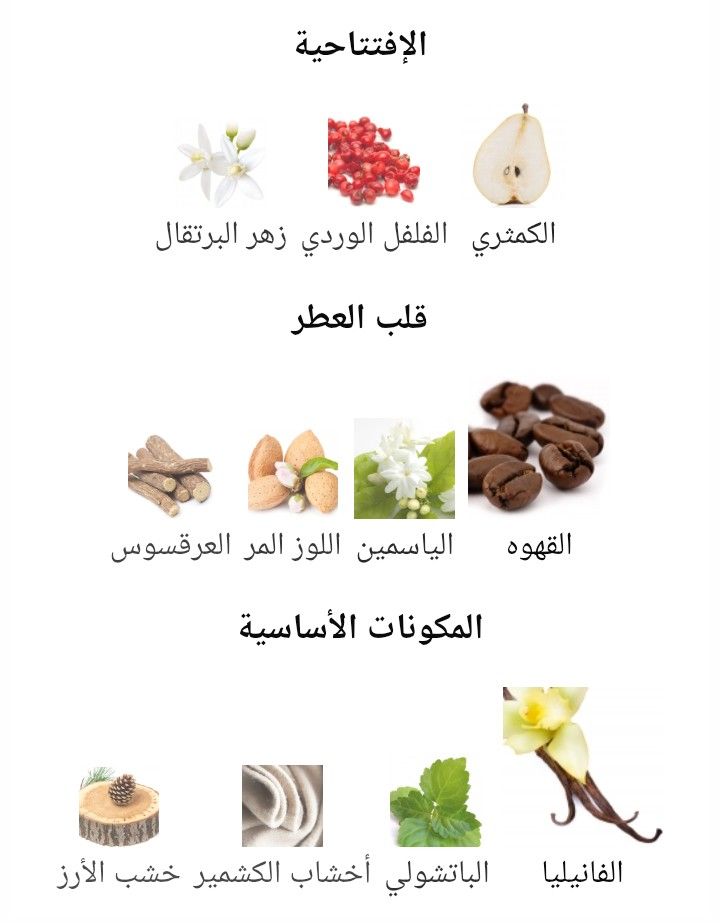 الإفتتاحية
الكمثري الفلفل الوردي زهر البرتقال
قلب العطر
القهوه الياسمين اللوز المر العرقسوس
المكونات الأساسية
الفانيليا الباتشولي أخشاب الكشمير خشب الأرز